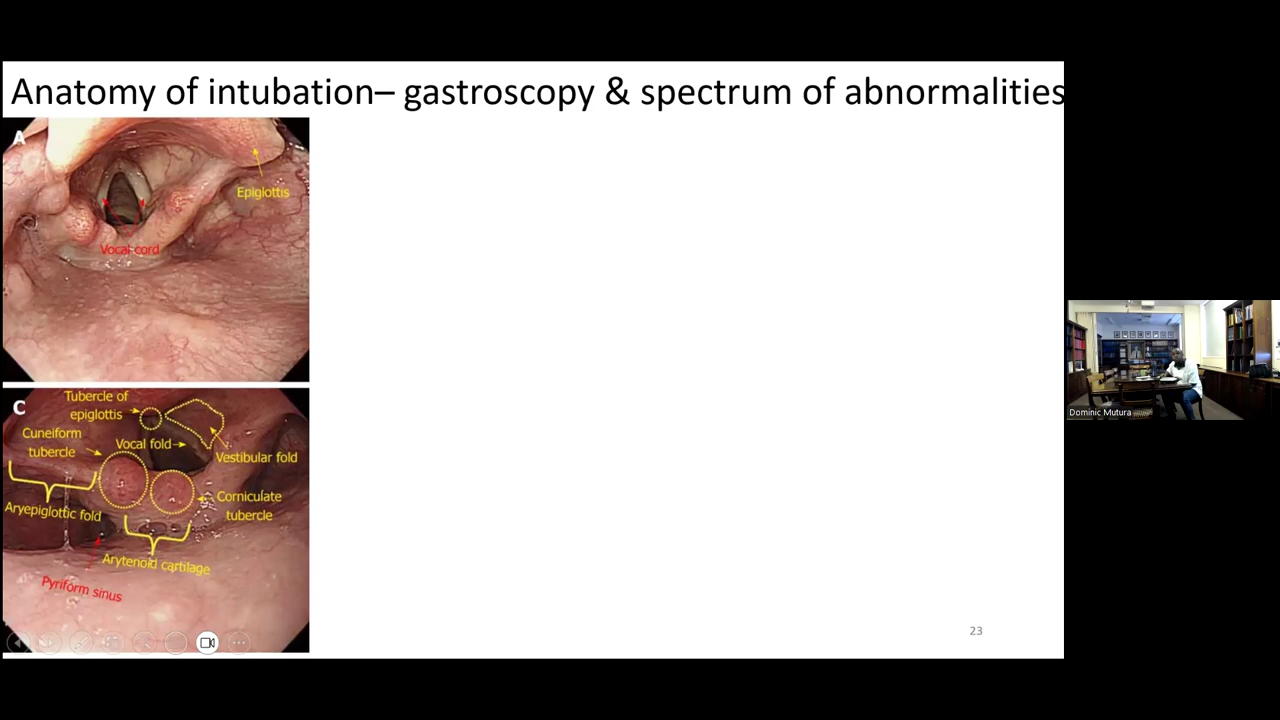 Anatomy of intubation– gastroscopy & spectrum of abnormalities
A
Epiglottis
Vocal cord
C
Tubercle of
epiglottis
Cuneiform
tubercle
Vocal fold
Vestibular fold
Aryepiglottic fold
Corniculate
tubercle
Arytenoid cartilage
Pyriform sinus
23
Dominic Mutura